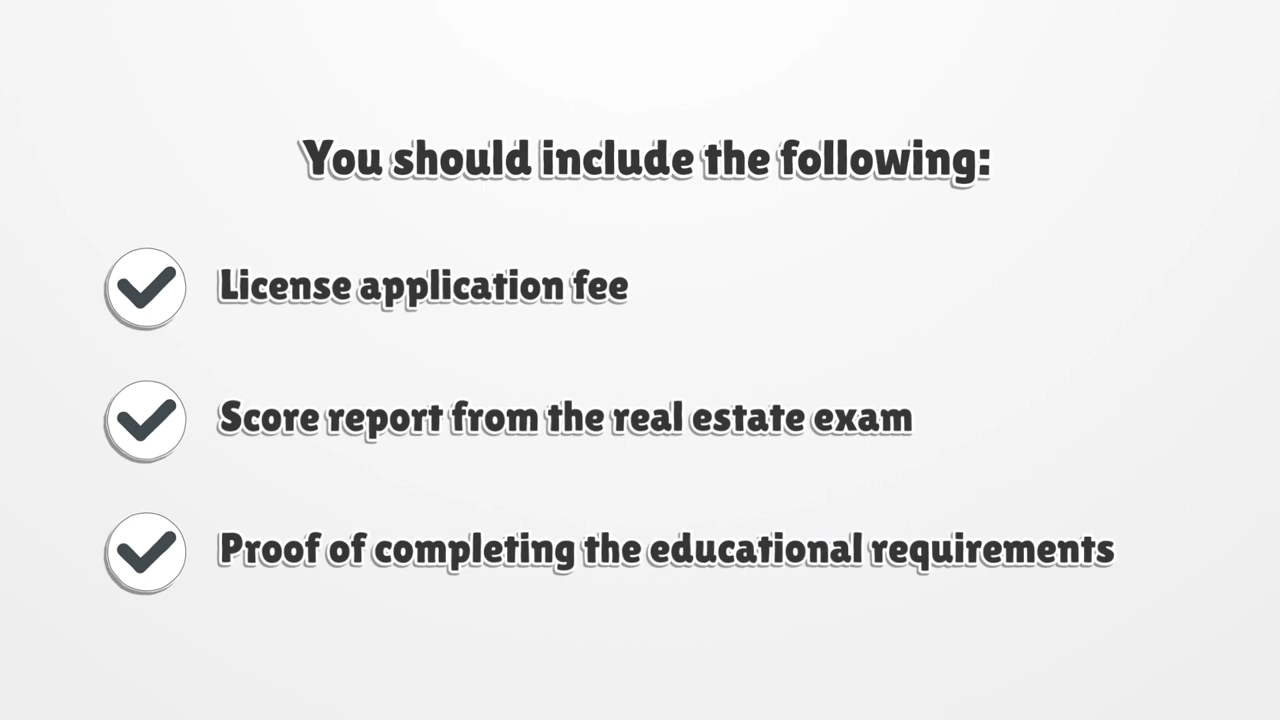 You should include the following:
License application fee
Score report from the real estate exam
Proof of completing the educational requirements